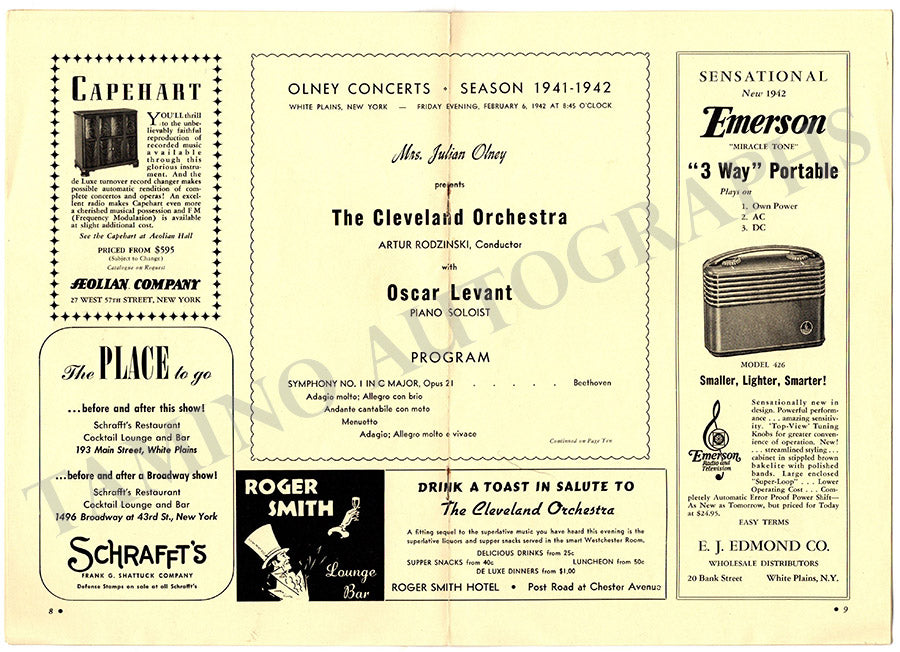 CAPEHART
YOU'LL thrill
to the unbe-
lievably faithful
reproduction of
recorded music
available
through this
glorious instru-
ment. And the
de Luxe turnover record changer makes
possible automatic rendition of com-
plete concertos and operas! An excel-
lent radio makes Capehart even more
a cherished musical possession and FM
(Frequency Modulation) is available
at slight additional cost.
See the Capehart at Aeolian Hall
PRICED FROM $595
(Subject to Change)
Catalogue on Request
ÆOLIAN COMPANY
27 WEST 57TH STREET, NEW YORK
The PLACE to go
...before and after this show!
Schrafft's Restaurant
Cocktail Lounge and Bar
193 Main Street, White Plains
...before and after a Broadway show!
Schrafft's Restaurant
Cocktail Lounge and Bar
1496 Broadway at 43rd St., New York
SCHRAFFT'S
FRANK G. SHATTUCK COMPANY
Defense Stamps on sale at all Schrafft's
8 •
OLNEY CONCERTS • SEASON 1941-1942
WHITE PLAINS, NEW YORK — FRIDAY EVENING, FEBRUARY 6, 1942 AT 8:45 O'CLOCK
Mrs. Julian Olney
presents
The Cleveland Orchestra
ARTUR RODZINSKI, Conductor
with
Oscar Levant
PIANO SOLOIST
PROGRAM
SYMPHONY NO. 1 IN C MAJOR, Opus 21 . . . . . . Beethoven
Adagio molto; Allegro con brio
Andante cantabile con moto
Menuetto
Adagio; Allegro molto e vivace
Continued on Page Ten
ROGER
SMITH
Lounge
Bar
DRINK A TOAST IN SALUTE TO
The Cleveland Orchestra
A fitting sequel to the superlative music you have heard this evening is the
superlative liquors and supper snacks served in the smart Westchester Room.
DELICIOUS DRINKS from 25c
SUPPER SNACKS from 40c LUNCHEON from 50c
DE LUXE DINNERS from $1.00
ROGER SMITH HOTEL • Post Road at Chester Avenue
SENSATIONAL
New 1942
Emerson
"MIRACLE TONE"
"3 Way" Portable
Plays on
1. Own Power
2. AC
3. DC
MODEL 426
Smaller, Lighter, Smarter!
Emerson
Radio and
Television
Sensationally new in
design. Powerful perform-
ance . . . amazing sensitiv-
ity. 'Top-View' Tuning
Knobs for greater conven-
ience of operation. New!
. . . streamlined styling . . .
cabinet in stippled brown
bakelite with polished
bands. Large enclosed
"Super-Loop" . . . Lower
Operating Cost . . . Com-
pletely Automatic Error Proof Power Shift—
As New as Tomorrow, but priced for Today
at $24.95.
EASY TERMS
E. J. EDMOND CO.
WHOLESALE DISTRIBUTORS
20 Bank Street White Plains, N.Y.
• 9
TAMINO AUTOGRAPHS